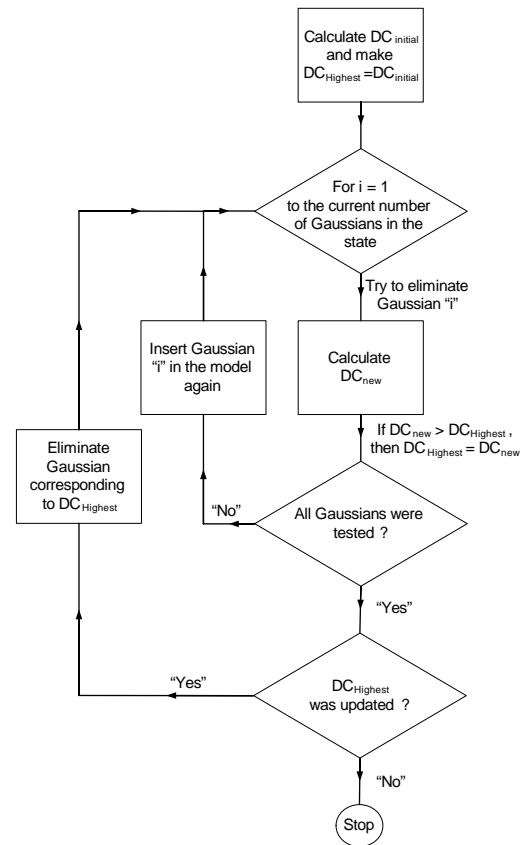 Calculate DC initial
and make
DCHighest =DCinitial
For i = 1
to the current number
of Gaussians in the
state
Try to eliminate
Gaussian “i”
Insert Gaussian
“i” in the model
again
Calculate
DCnew
If DCnew > DCHighest ,
then DCHighest = DCnew
Eliminate
Gaussian
corresponding
to DCHighest
“No”
All Gaussians were
tested ?
“Yes”
“Yes”
DCHighest
was updated ?
“No”
Stop